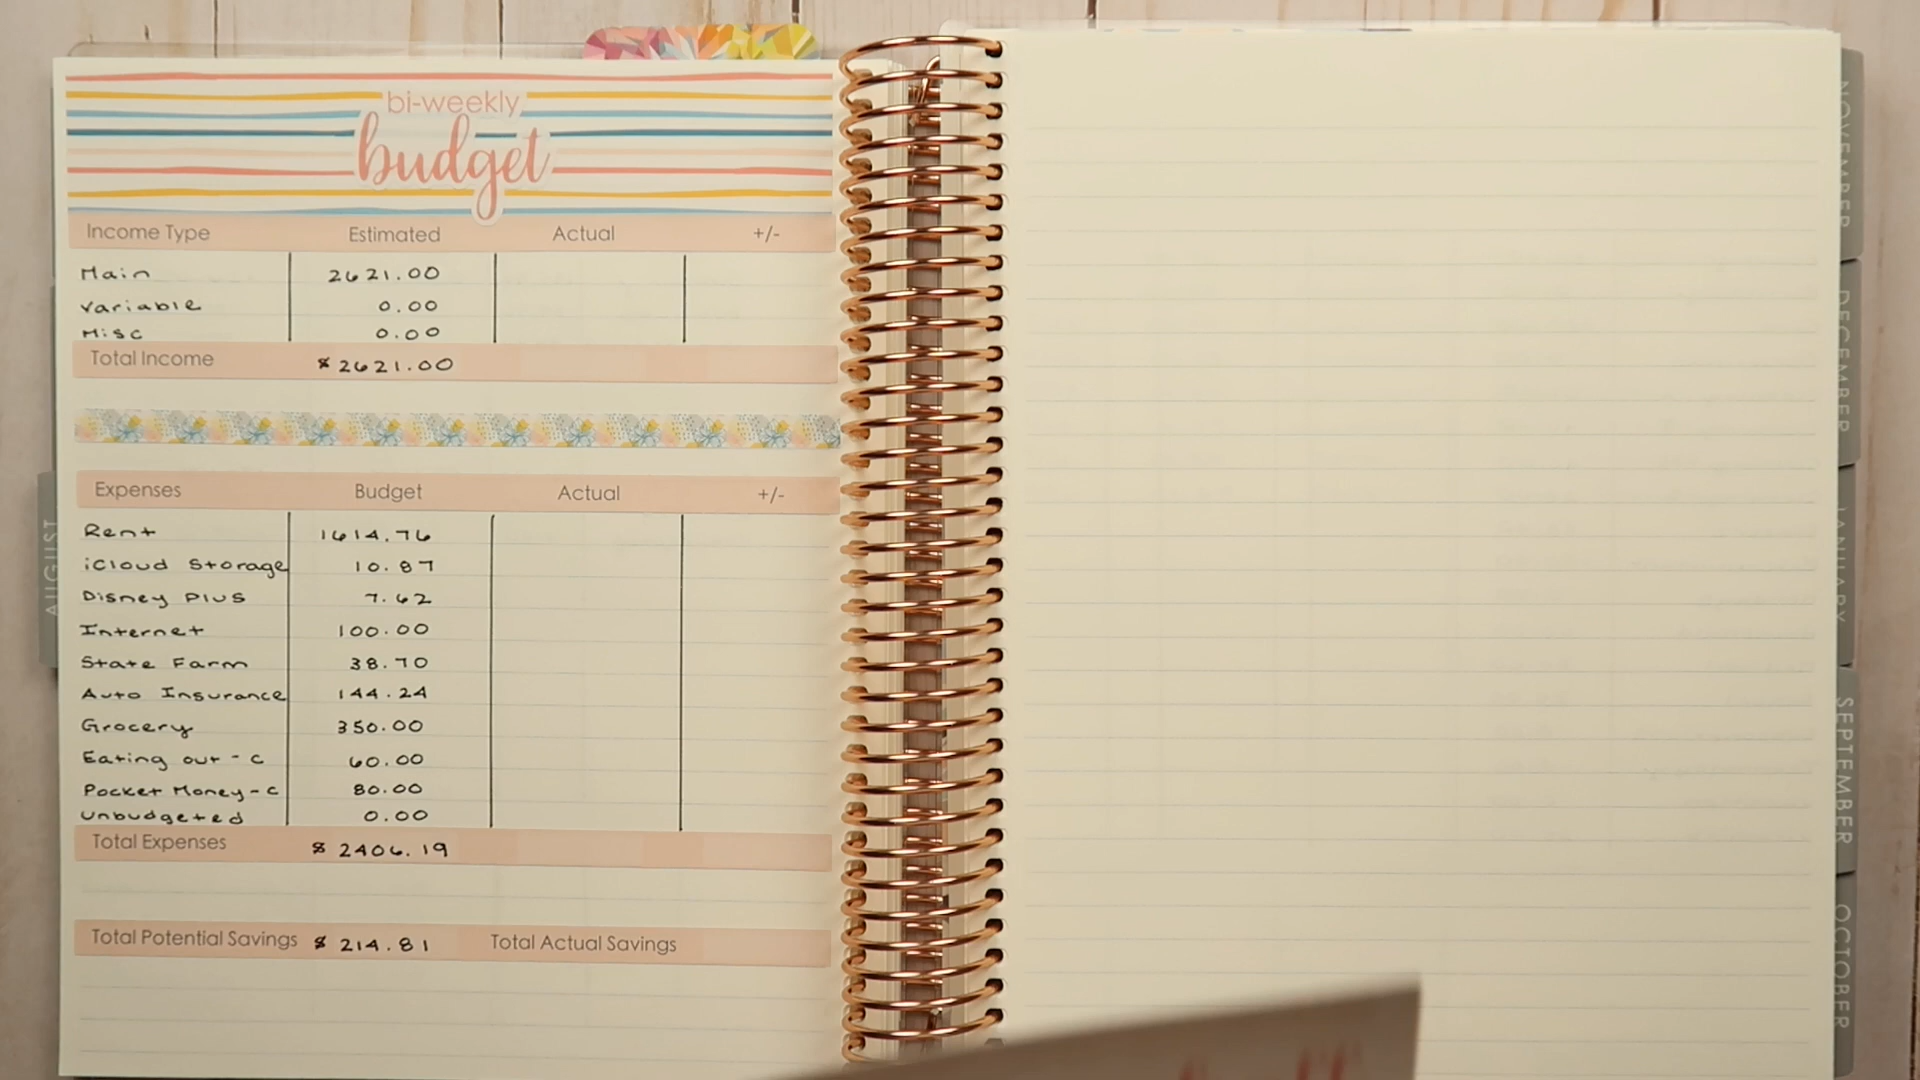 bi-weekly
budget
Income Type Estimated Actual +/-
Main 2621.00
Variable 0.00
Misc 0.00
Total Income $2621.00
Expenses Budget Actual +/-
Rent 1614.76
iCloud Storage 10.87
Disney Plus 7.62
Internet 100.00
State Farm 38.70
Auto Insurance 144.24
Grocery 350.00
Eating out - C 60.00
Pocket Money - C 80.00
Unbudgeted 0.00
Total Expenses $ 2406.19
Total Potential Savings $ 214.81 Total Actual Savings
AUGUST
NOVEMBER
DECEMBER
JANUARY
SEPTEMBER
OCTOBER